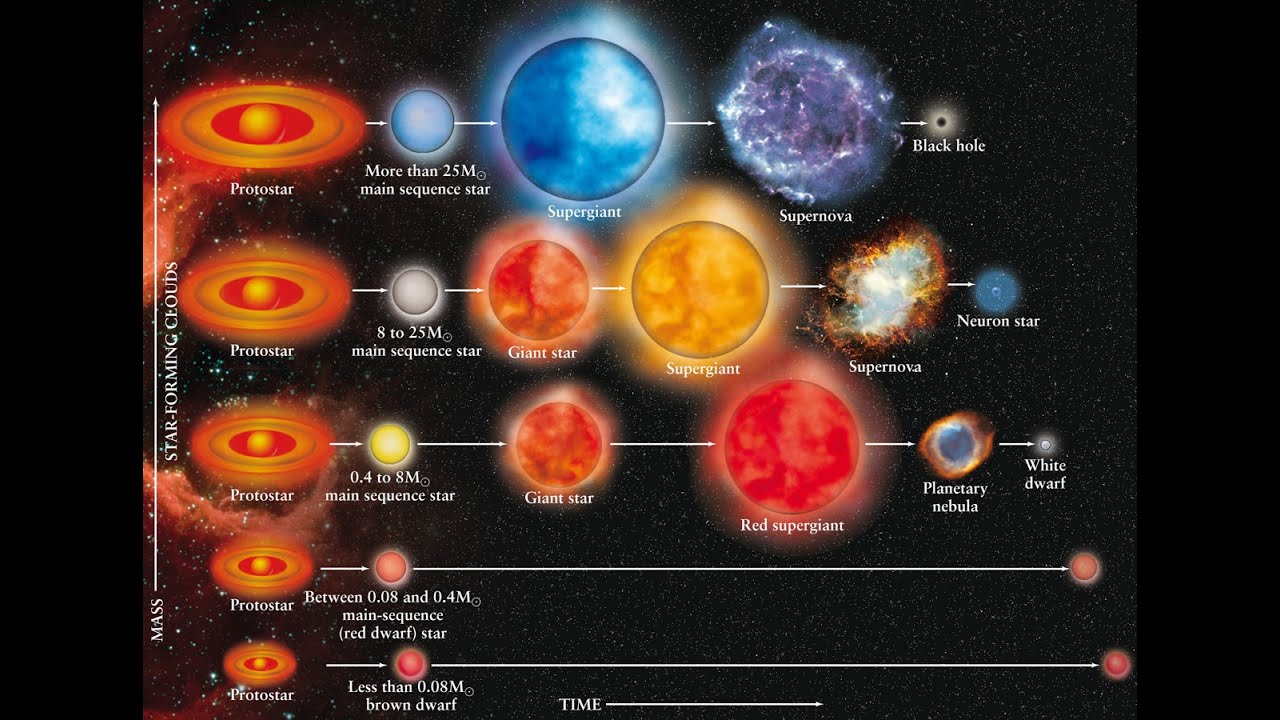 Protostar
More than 25M☉
main sequence star
Supergiant
Supernova
Black hole
Protostar
8 to 25M☉
main sequence star
Giant star
Supergiant
Supernova
Neuron star
Protostar
0.4 to 8M☉
main sequence star
Giant star
Red supergiant
Planetary
nebula
White
dwarf
Protostar
Between 0.08 and 0.4M☉
main-sequence
(red dwarf) star
Protostar
Less than 0.08M☉
brown dwarf
STAR-FORMING CLOUDS
MASS
TIME